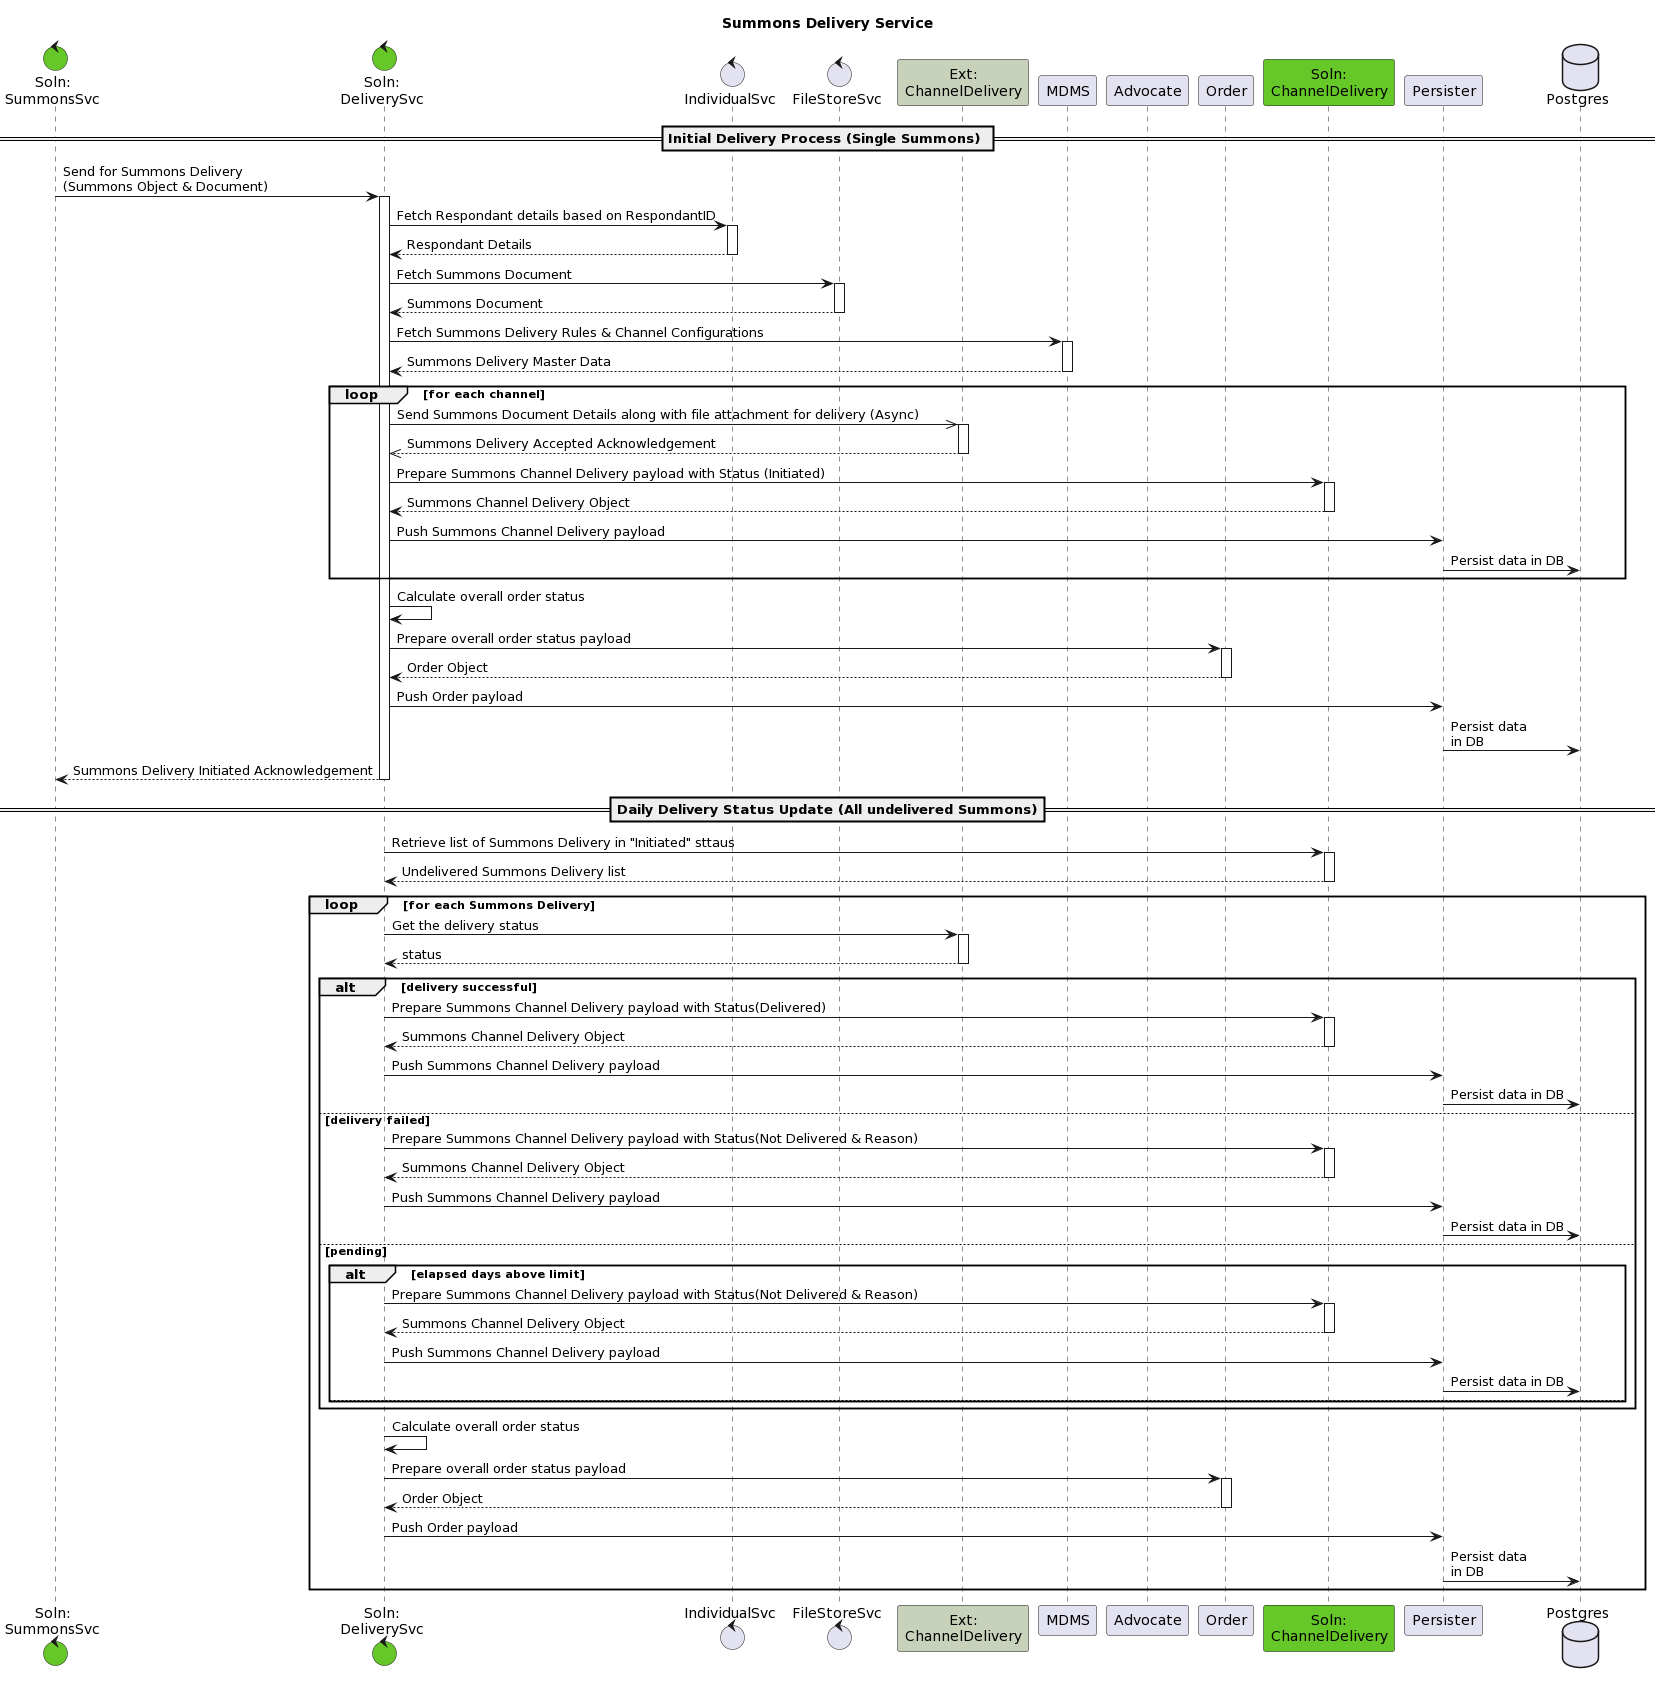 Summons Delivery Service
Soln:
SummonsSvc
Soln:
DeliverySvc
IndividualSvc
FileStoreSvc
Ext:
ChannelDelivery
MDMS
Advocate
Order
Soln:
ChannelDelivery
Persister
Postgres
Initial Delivery Process (Single Summons)
Send for Summons Delivery
(Summons Object & Document)
Fetch Respondant details based on RespondantID
Respondant Details
Fetch Summons Document
Summons Document
Fetch Summons Delivery Rules & Channel Configurations
Summons Delivery Master Data
loop [for each channel]
Send Summons Document Details along with file attachment for delivery (Async)
Summons Delivery Accepted Acknowledgement
Prepare Summons Channel Delivery payload with Status (Initiated)
Summons Channel Delivery Object
Push Summons Channel Delivery payload
Persist data in DB
Calculate overall order status
Prepare overall order status payload
Order Object
Push Order payload
Persist data
in DB
Summons Delivery Initiated Acknowledgement
Daily Delivery Status Update (All undelivered Summons)
Retrieve list of Summons Delivery in "Initiated" sttaus
Undelivered Summons Delivery list
loop [for each Summons Delivery]
Get the delivery status
status
alt [delivery successful]
Prepare Summons Channel Delivery payload with Status(Delivered)
Summons Channel Delivery Object
Push Summons Channel Delivery payload
Persist data in DB
[delivery failed]
Prepare Summons Channel Delivery payload with Status(Not Delivered & Reason)
Summons Channel Delivery Object
Push Summons Channel Delivery payload
Persist data in DB
[pending]
alt [elapsed days above limit]
Prepare Summons Channel Delivery payload with Status(Not Delivered & Reason)
Summons Channel Delivery Object
Push Summons Channel Delivery payload
Persist data in DB
Calculate overall order status
Prepare overall order status payload
Order Object
Push Order payload
Persist data
in DB
Soln:
SummonsSvc
Soln:
DeliverySvc
IndividualSvc
FileStoreSvc
Ext:
ChannelDelivery
MDMS
Advocate
Order
Soln:
ChannelDelivery
Persister
Postgres